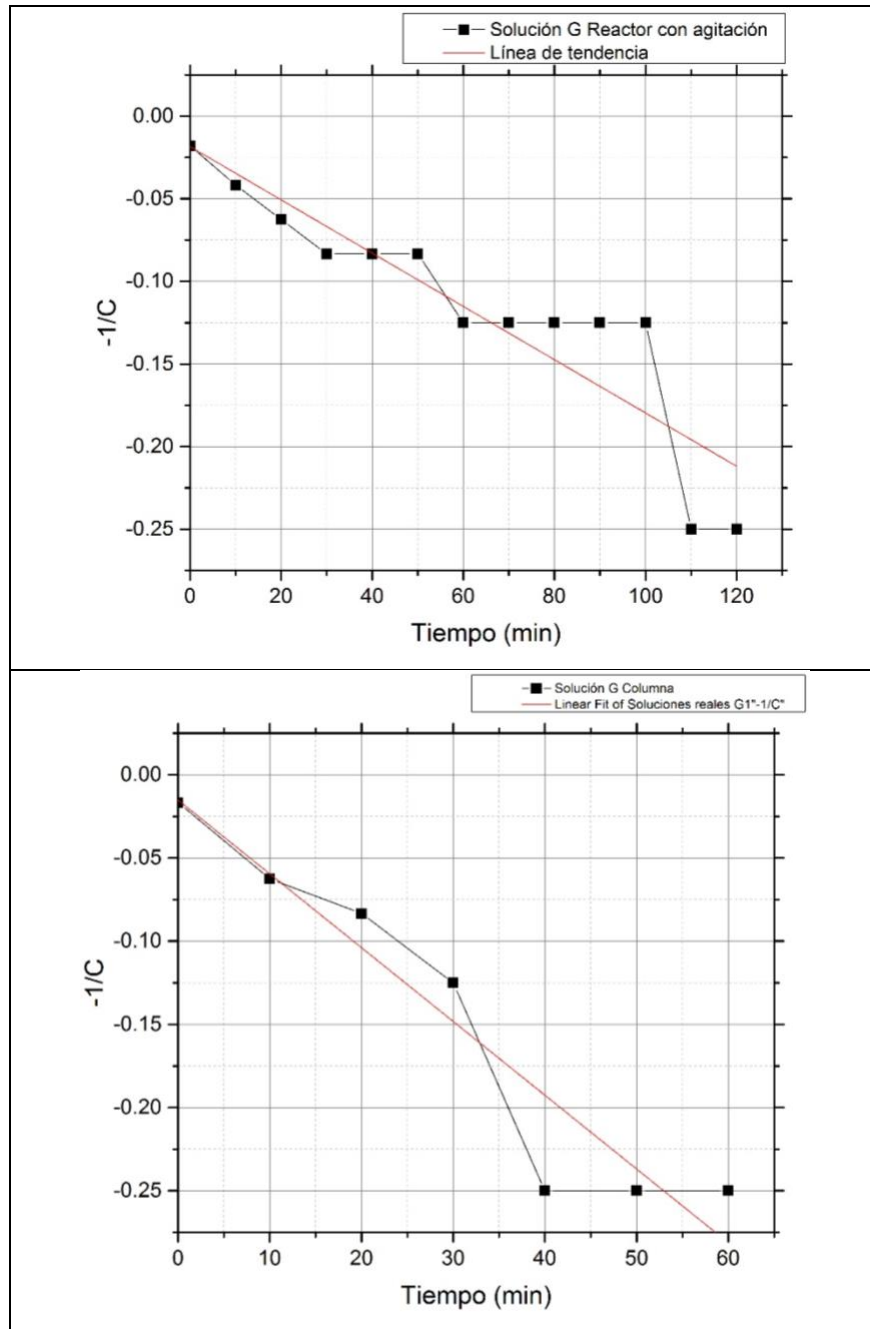 Solución G Reactor con agitación
Línea de tendencia
0.00
-0.05
-0.10
-0.15
-0.20
-0.25
-1/C
0 20 40 60 80 100 120
Tiempo (min)
Solución G Columna
Linear Fit of Soluciones reales G1"-1/C"
0.00
-0.05
-0.10
-0.15
-0.20
-0.25
-1/C
0 10 20 30 40 50 60
Tiempo (min)